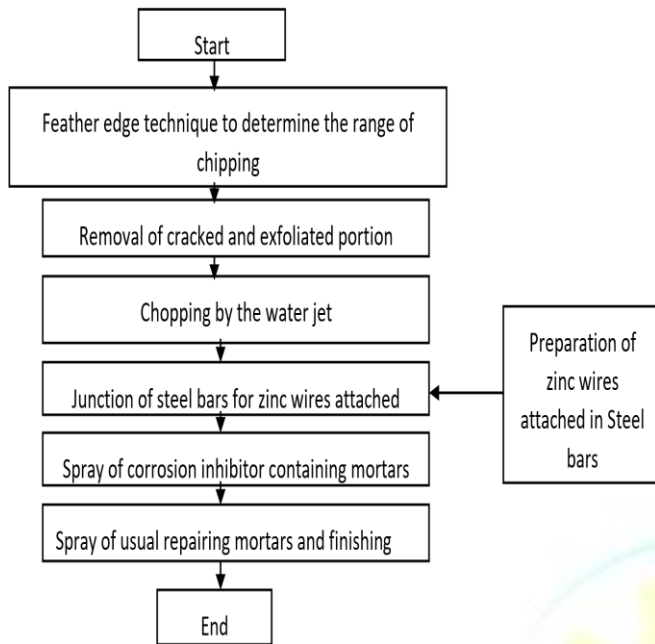 Start
Feather edge technique to determine the range of
chipping
Removal of cracked and exfoliated portion
Chopping by the water jet
Junction of steel bars for zinc wires attached
Preparation of
zinc wires
attached in Steel
bars
Spray of corrosion inhibitor containing mortars
Spray of usual repairing mortars and finishing
End